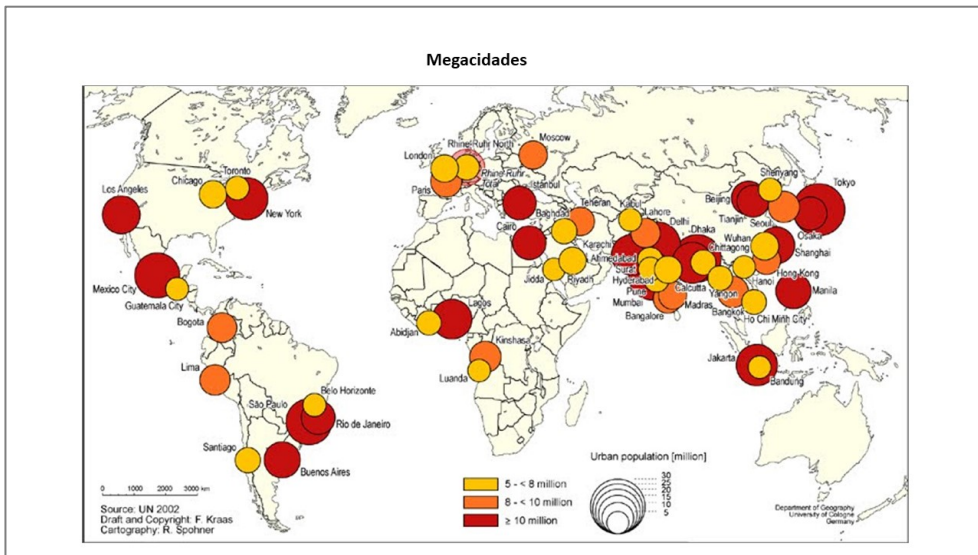 Megacidades
Rhine-Ruhr North
Moscow
London
Rhine-Ruhr
Total
Paris
Toronto
Chicago
Istanbul
Los Angeles
New York
Teheran
Baghdad
Kabul
Lahore
Delhi
Dhaka
Chittagong
Shenyang
Beijing
Tianjin
Seoul
Tokyo
Osaka
Wuhan
Shanghai
Cairo
Karachi
Ahmedabad
Surat
Hyderabad
Pune
Mumbai
Bangalore
Calcutta
Madras
Yangon
Bangkok
Hanoi
Hong Kong
Manila
Ho Chi Minh City
Jidda
Riyadh
Mexico City
Guatemala City
Bogota
Lagos
Abidjan
Kinshasa
Luanda
Lima
Jakarta
Bandung
Belo Horizonte
São Paulo
Rio de Janeiro
Santiago
Buenos Aires
Urban population [million]
30
25
20
15
10
5
5 - < 8 million
8 - < 10 million
≥ 10 million
0 1000 2000 3000 km
Source: UN 2002
Draft and Copyright: F. Kraas
Cartography: R. Spohner
Department of Geography
University of Cologne
Germany